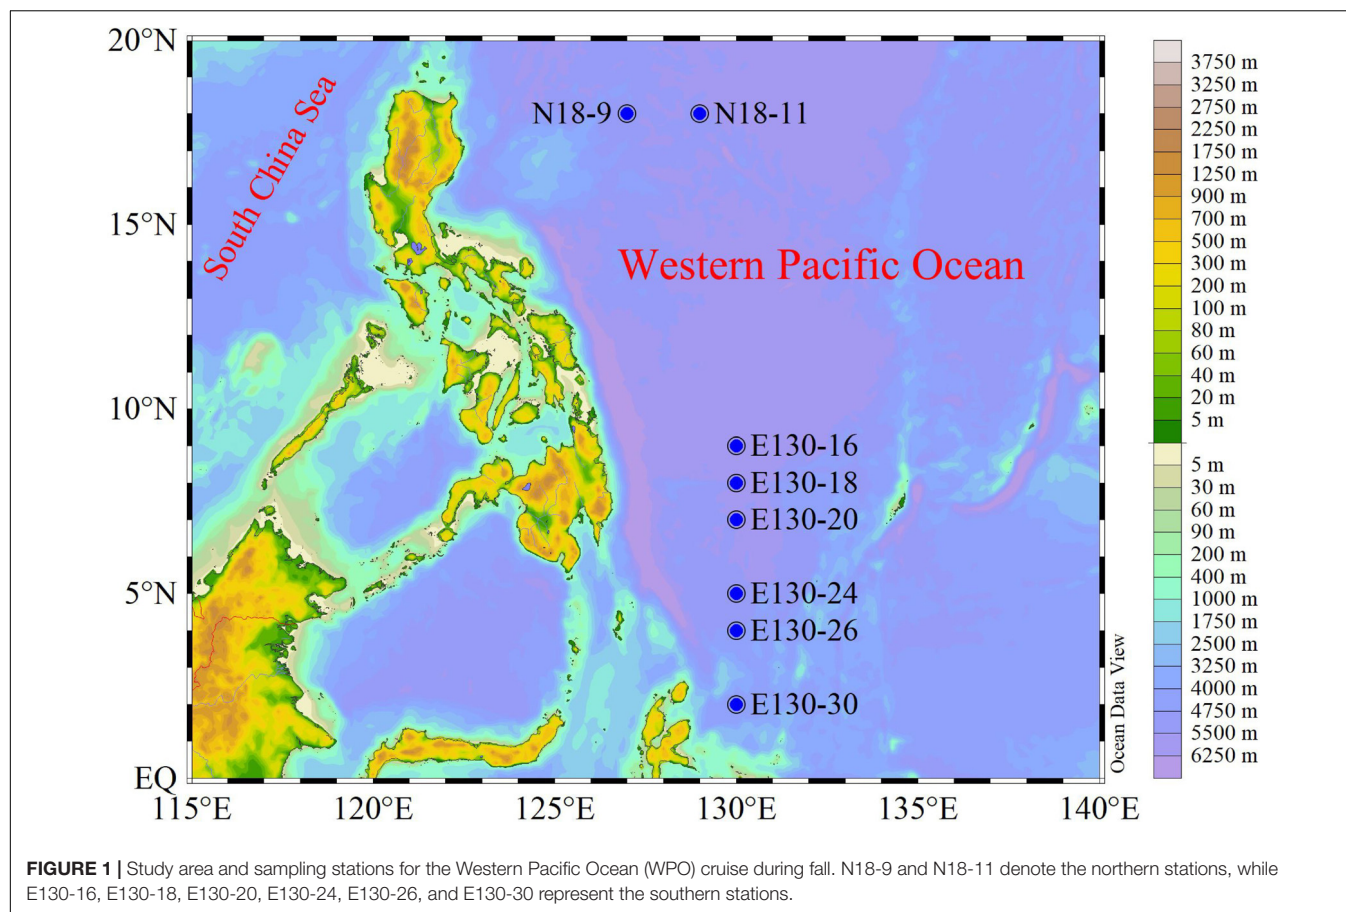 20°N
15°N
10°N
5°N
EQ
115°E
120°E
125°E
130°E
135°E
140°E
South China Sea
Western Pacific Ocean
N18-9
N18-11
E130-16
E130-18
E130-20
E130-24
E130-26
E130-30
Ocean Data View
3750 m
3250 m
2750 m
2250 m
1750 m
1250 m
900 m
700 m
500 m
300 m
200 m
100 m
80 m
60 m
40 m
20 m
5 m
5 m
30 m
60 m
90 m
200 m
400 m
1000 m
1750 m
2500 m
3250 m
4000 m
4750 m
5500 m
6250 m
FIGURE 1 | Study area and sampling stations for the Western Pacific Ocean (WPO) cruise during fall. N18-9 and N18-11 denote the northern stations, while
E130-16, E130-18, E130-20, E130-24, E130-26, and E130-30 represent the southern stations.